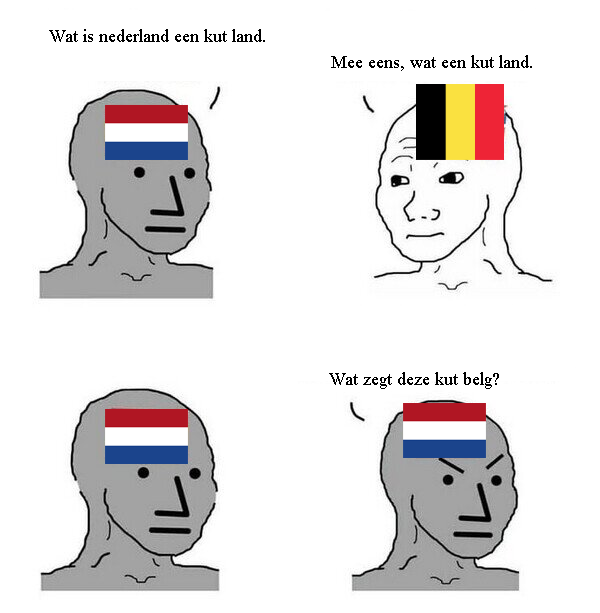 Wat is nederland een kut land.
Mee eens, wat een kut land.
Wat zegt deze kut belg?